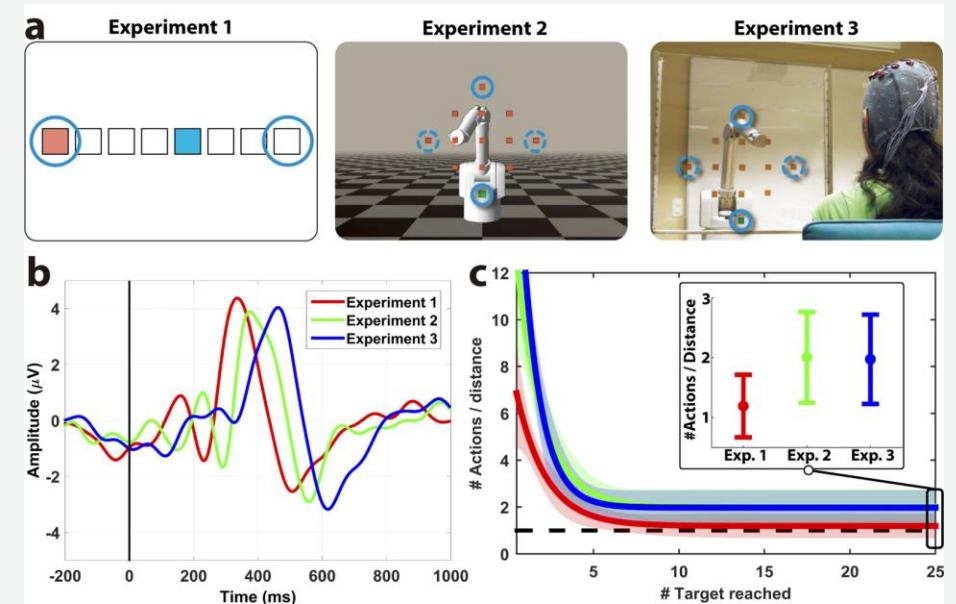 a
Experiment 1
Experiment 2
Experiment 3
b
4
2
0
-2
-4
Amplitude (μV)
-200 0 200 400 600 800 1000
Time (ms)
Experiment 1
Experiment 2
Experiment 3
c
12
10
8
6
4
2
0
# Actions / distance
5 10 15 20 25
# Target reached
3
2
1
#Actions / Distance
Exp. 1 Exp. 2 Exp. 3